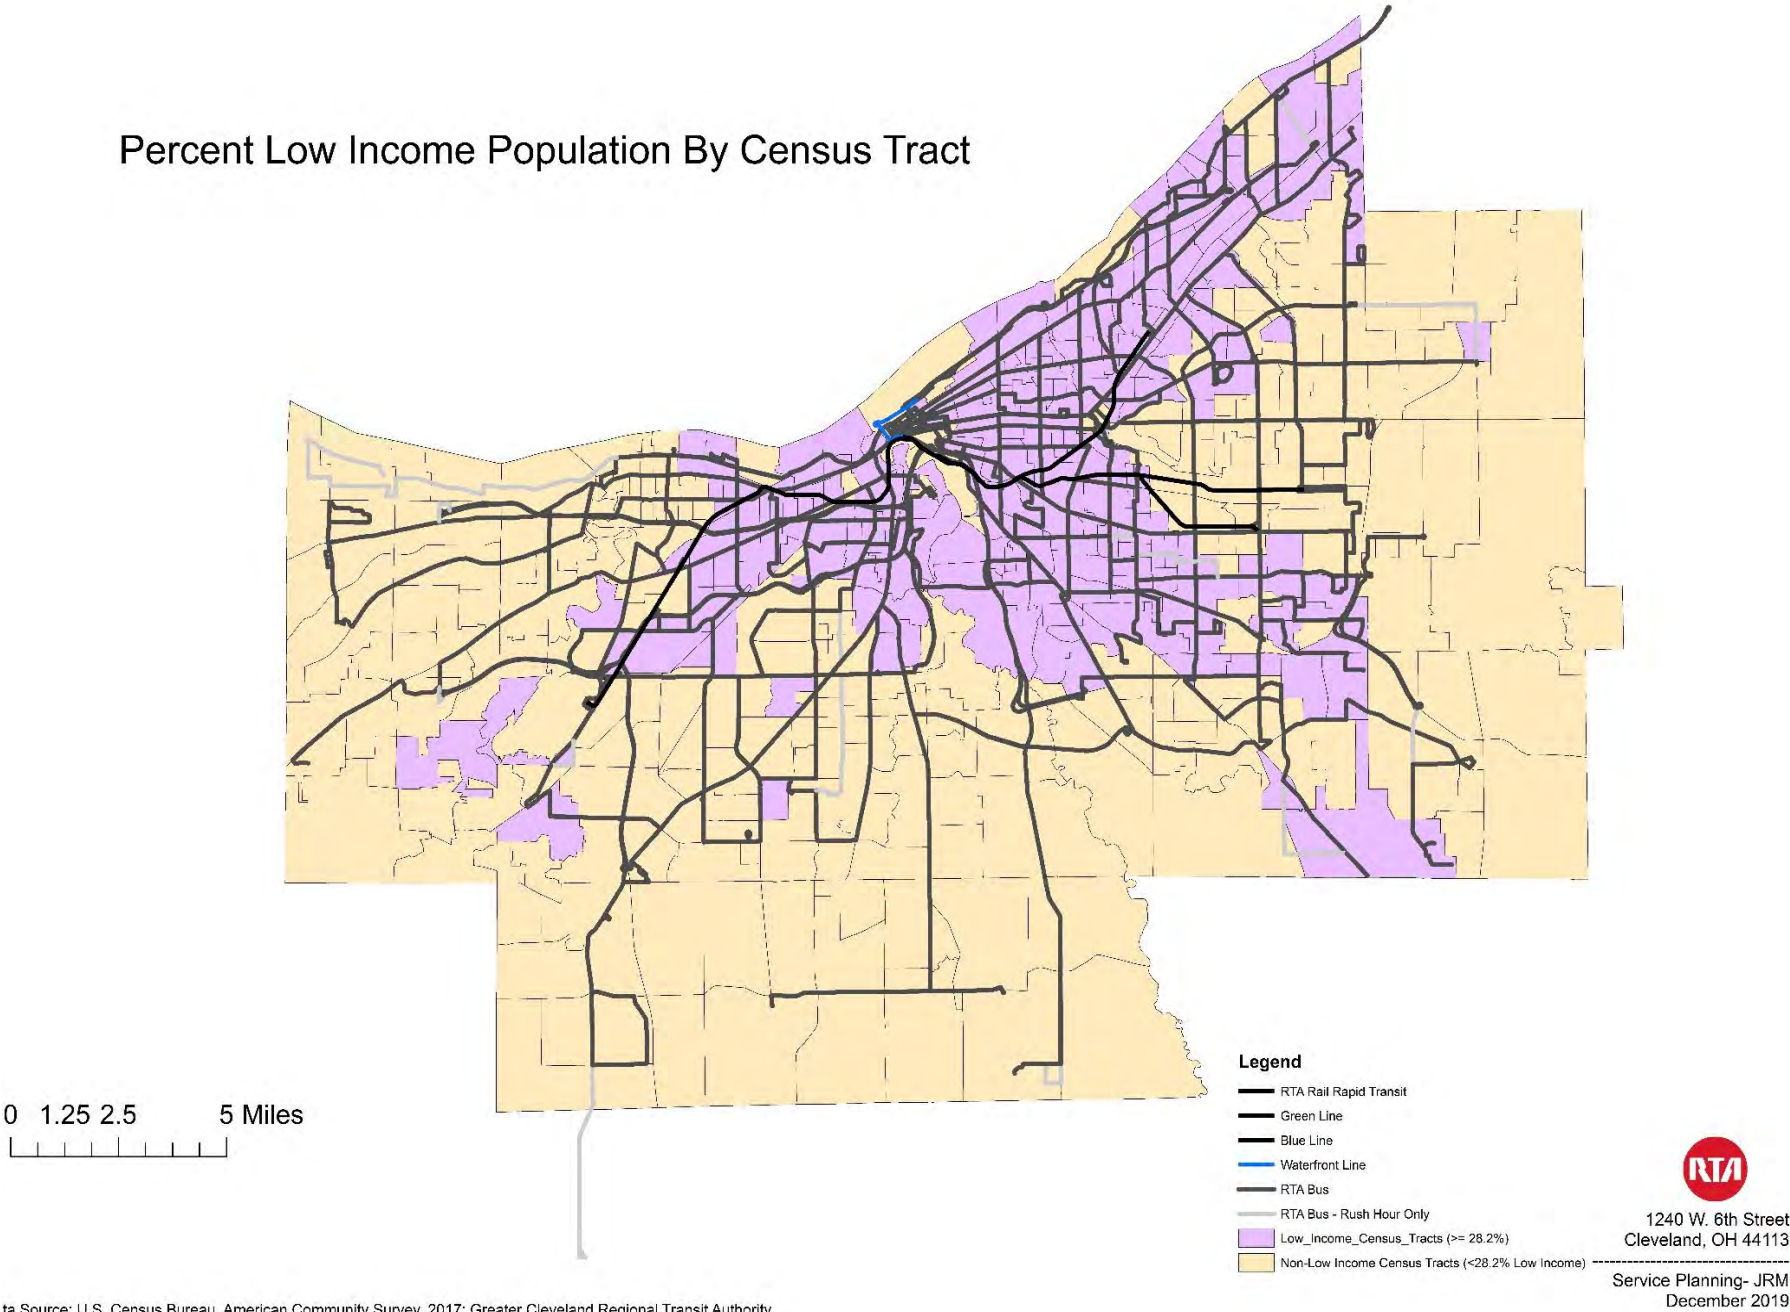 Percent Low Income Population By Census Tract
0 1.25 2.5 5 Miles
Legend
RTA Rail Rapid Transit
Green Line
Blue Line
Waterfront Line
RTA Bus
RTA Bus - Rush Hour Only
Low_Income_Census_Tracts (>= 28.2%)
Non-Low Income Census Tracts (<28.2% Low Income)
RTA
1240 W. 6th Street
Cleveland, OH 44113
Service Planning- JRM
December 2019
ta Source: U.S. Census Bureau, American Community Survey, 2017; Greater Cleveland Regional Transit Authority